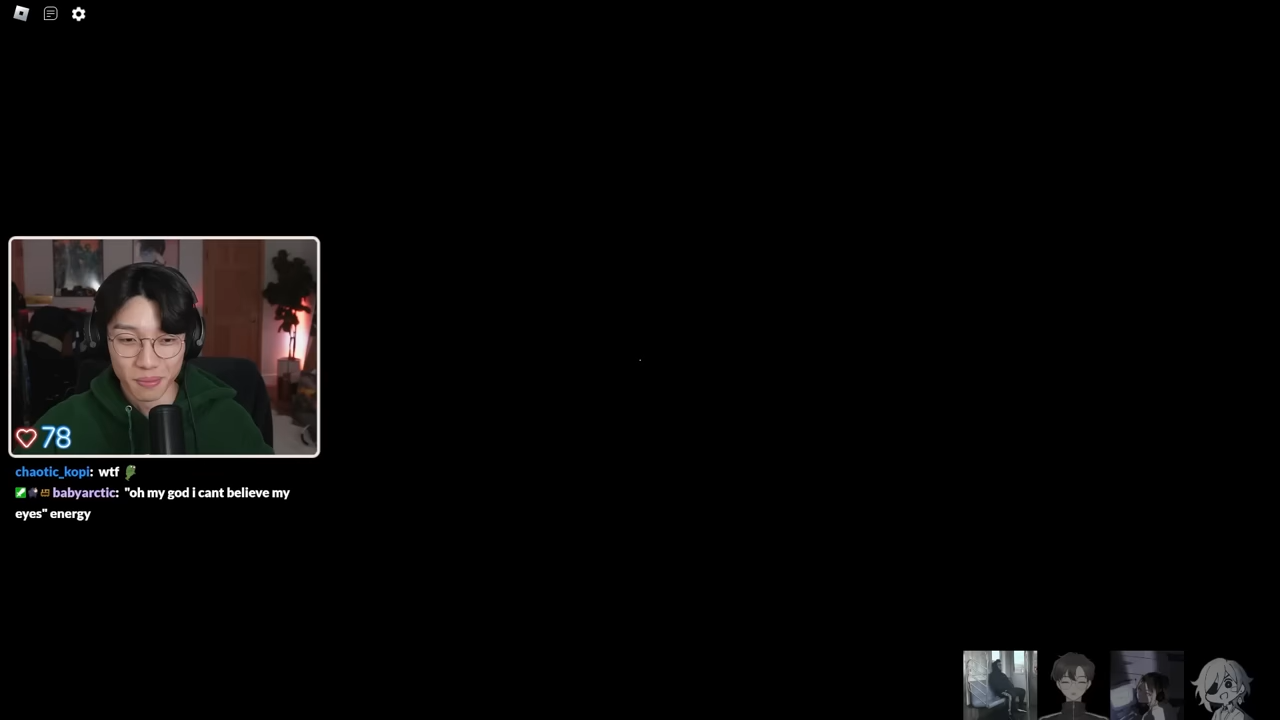 78
chaotic_kopi: wtf
babyarctic: "oh my god i cant believe my
eyes" energy